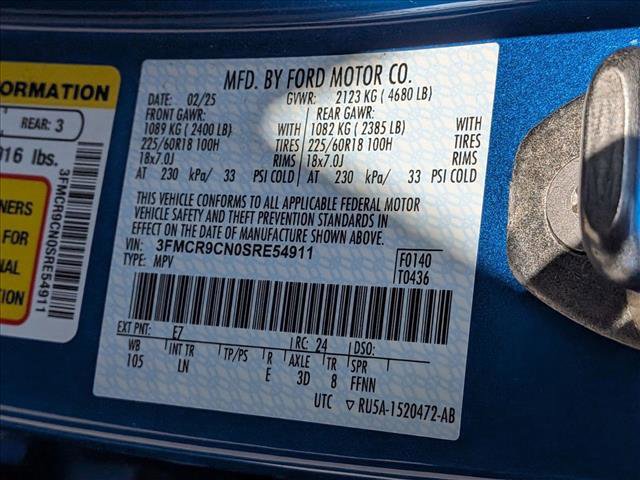 ORMATION
REAR: 3
916 lbs.
NERS
FOR
NAL
ION
3FMCR9CN0SRE54911
MFD. BY FORD MOTOR CO.
DATE: 02/25 GVWR: 2123 KG ( 4680 LB)
FRONT GAWR: REAR GAWR:
1089 KG ( 2400 LB) WITH 1082 KG ( 2385 LB) WITH
225/60R18 100H TIRES 225/60R18 100H TIRES
18x7.0J RIMS 18x7.0J RIMS
AT 230 kPa/ 33 PSI COLD AT 230 kPa/ 33 PSI COLD
THIS VEHICLE CONFORMS TO ALL APPLICABLE FEDERAL MOTOR
VEHICLE SAFETY AND THEFT PREVENTION STANDARDS IN
EFFECT ON THE DATE OF MANUFACTURE SHOWN ABOVE.
VIN: 3FMCR9CN0SRE54911 F0140
TYPE: MPV T0436
EXT PNT: E7 RC: 24 DSO:
WB INT TR TP/PS R AXLE TR SPR
105 LN E 3D 8 FFNN
UTC ▽ RU5A-1520472-AB